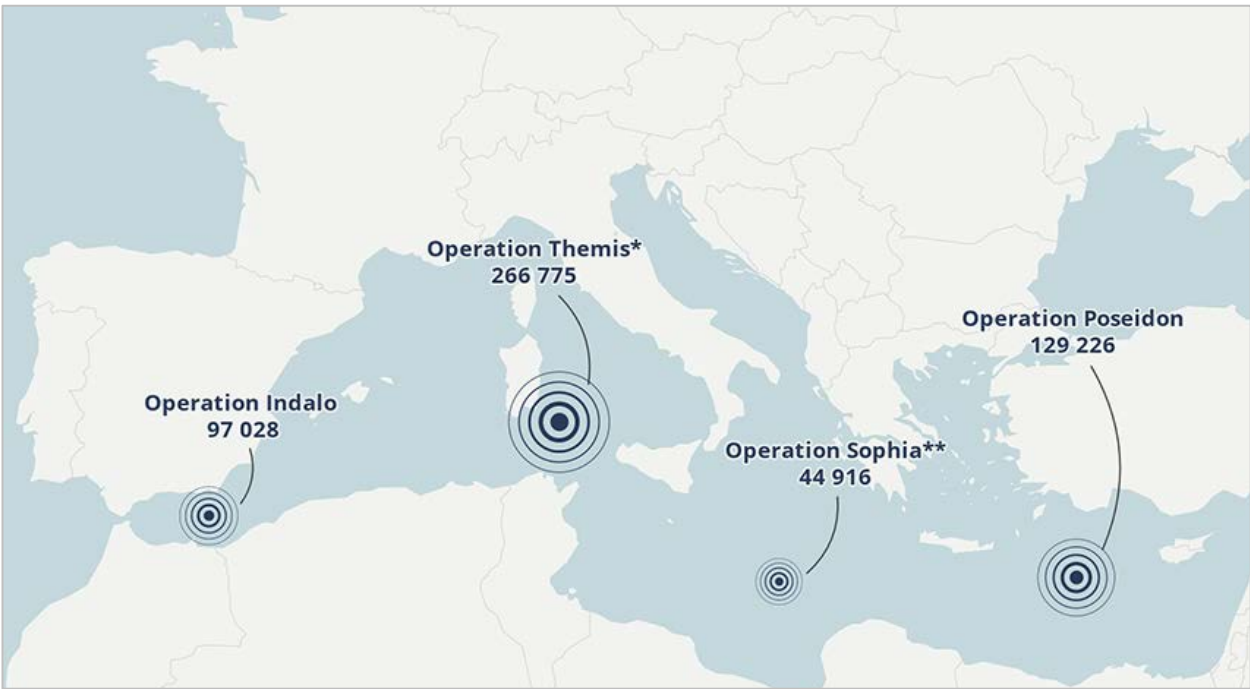 Operation Themis*
266 775
Operation Poseidon
129 226
Operation Indalo
97 028
Operation Sophia**
44 916